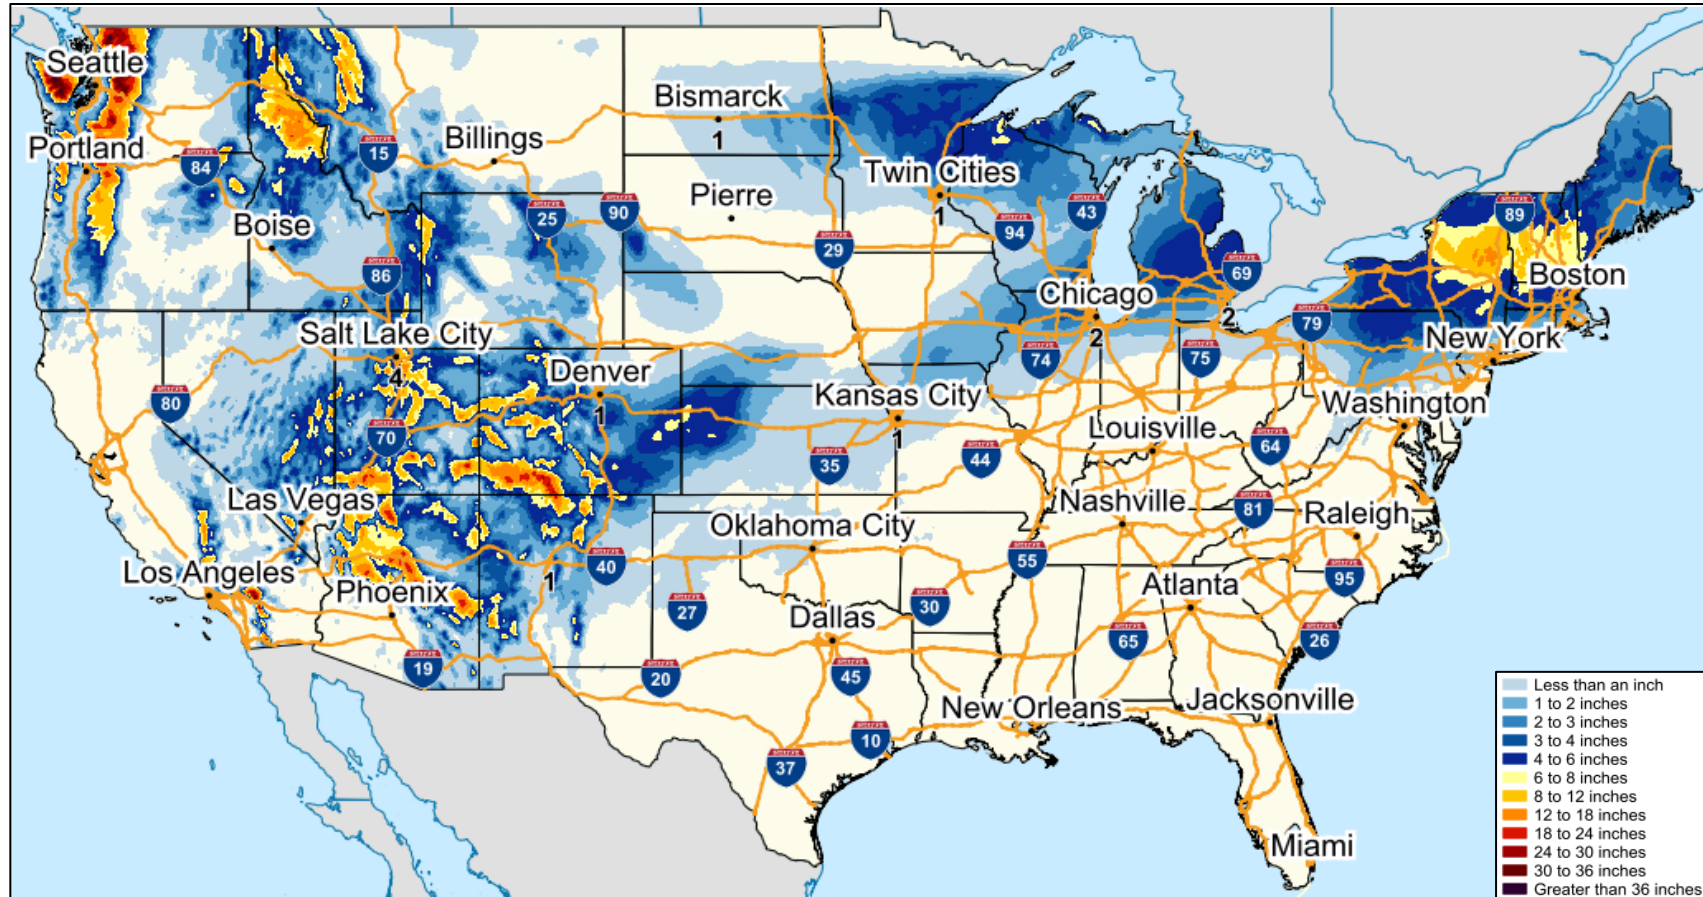 Seattle
Bismarck
1
Portland
15
Billings
84
Twin Cities
1
Pierre
25
90
43
89
Boise
94
29
86
69
Boston
Chicago
2
Salt Lake City
4
2
79
New York
74
75
Denver
1
80
Kansas City
1
Washington
70
Louisville
64
35
44
Las Vegas
Nashville
81
Raleigh
Oklahoma City
Los Angeles
40
1
55
95
Phoenix
27
30
Atlanta
Dallas
65
26
19
20
45
New Orleans
Jacksonville
10
37
Miami
Less than an inch
1 to 2 inches
2 to 3 inches
3 to 4 inches
4 to 6 inches
6 to 8 inches
8 to 12 inches
12 to 18 inches
18 to 24 inches
24 to 30 inches
30 to 36 inches
Greater than 36 inches